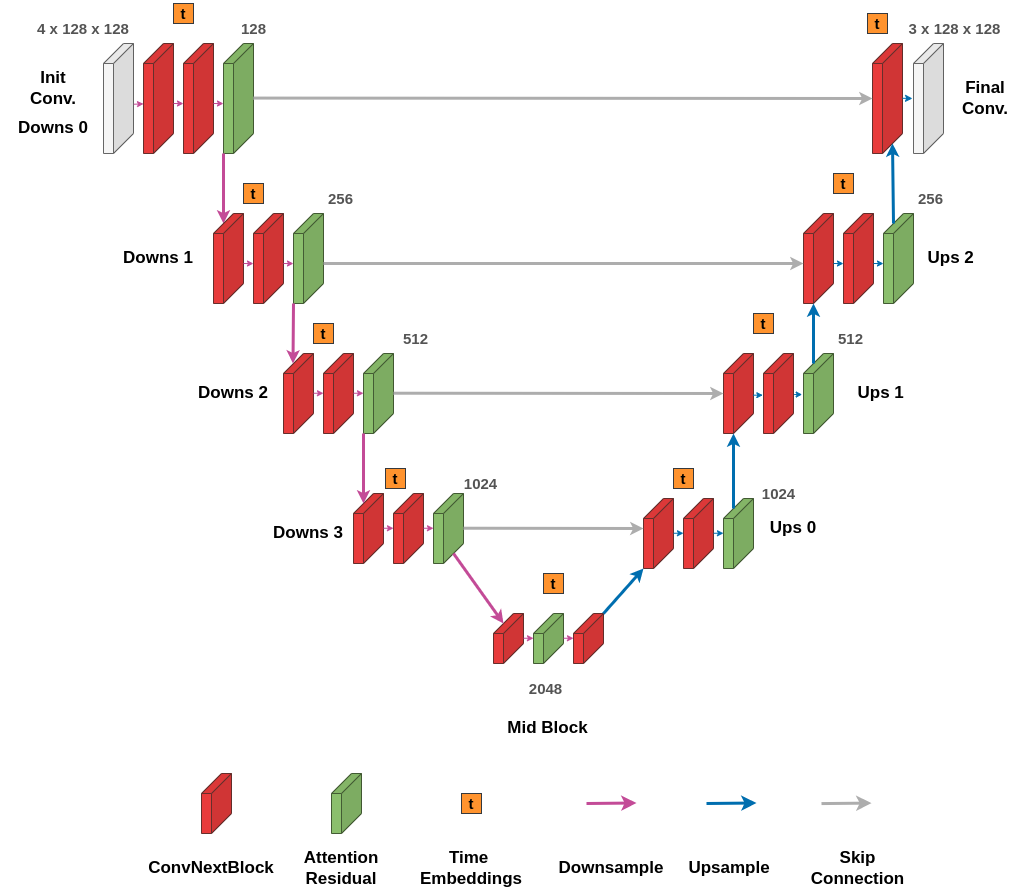 t
t
4 x 128 x 128
128
3 x 128 x 128
Init
Conv.
Downs 0
Final
Conv.
t
t
256
256
Downs 1
Ups 2
t
t
512
512
Downs 2
Ups 1
t
t
1024
1024
Downs 3
Ups 0
t
2048
Mid Block
t
ConvNextBlock
Attention
Residual
Time
Embeddings
Downsample
Upsample
Skip
Connection